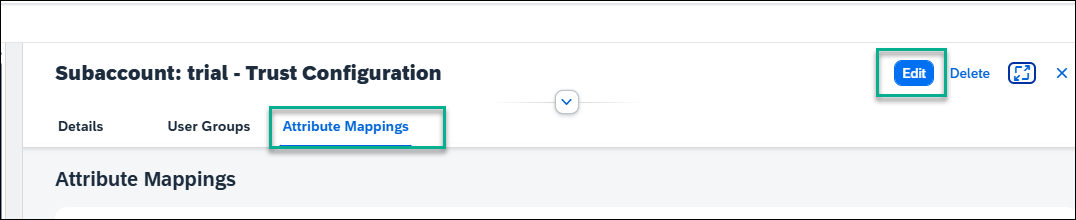 Subaccount: trial - Trust Configuration
Edit Delete
Details User Groups Attribute Mappings
Attribute Mappings